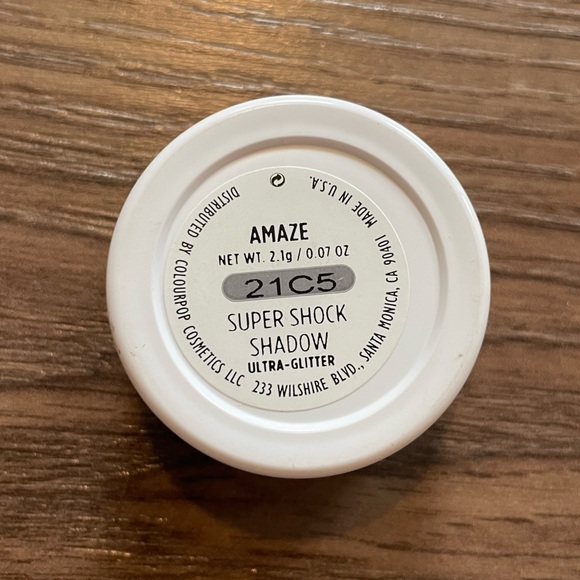 AMAZE
NET WT. 2.1g / 0.07 OZ
21C5
SUPER SHOCK
SHADOW
ULTRA-GLITTER
DISTRIBUTED BY COLOURPOP COSMETICS LLC 233 WILSHIRE BLVD., SANTA MONICA, CA 90401 MADE IN U.S.A.